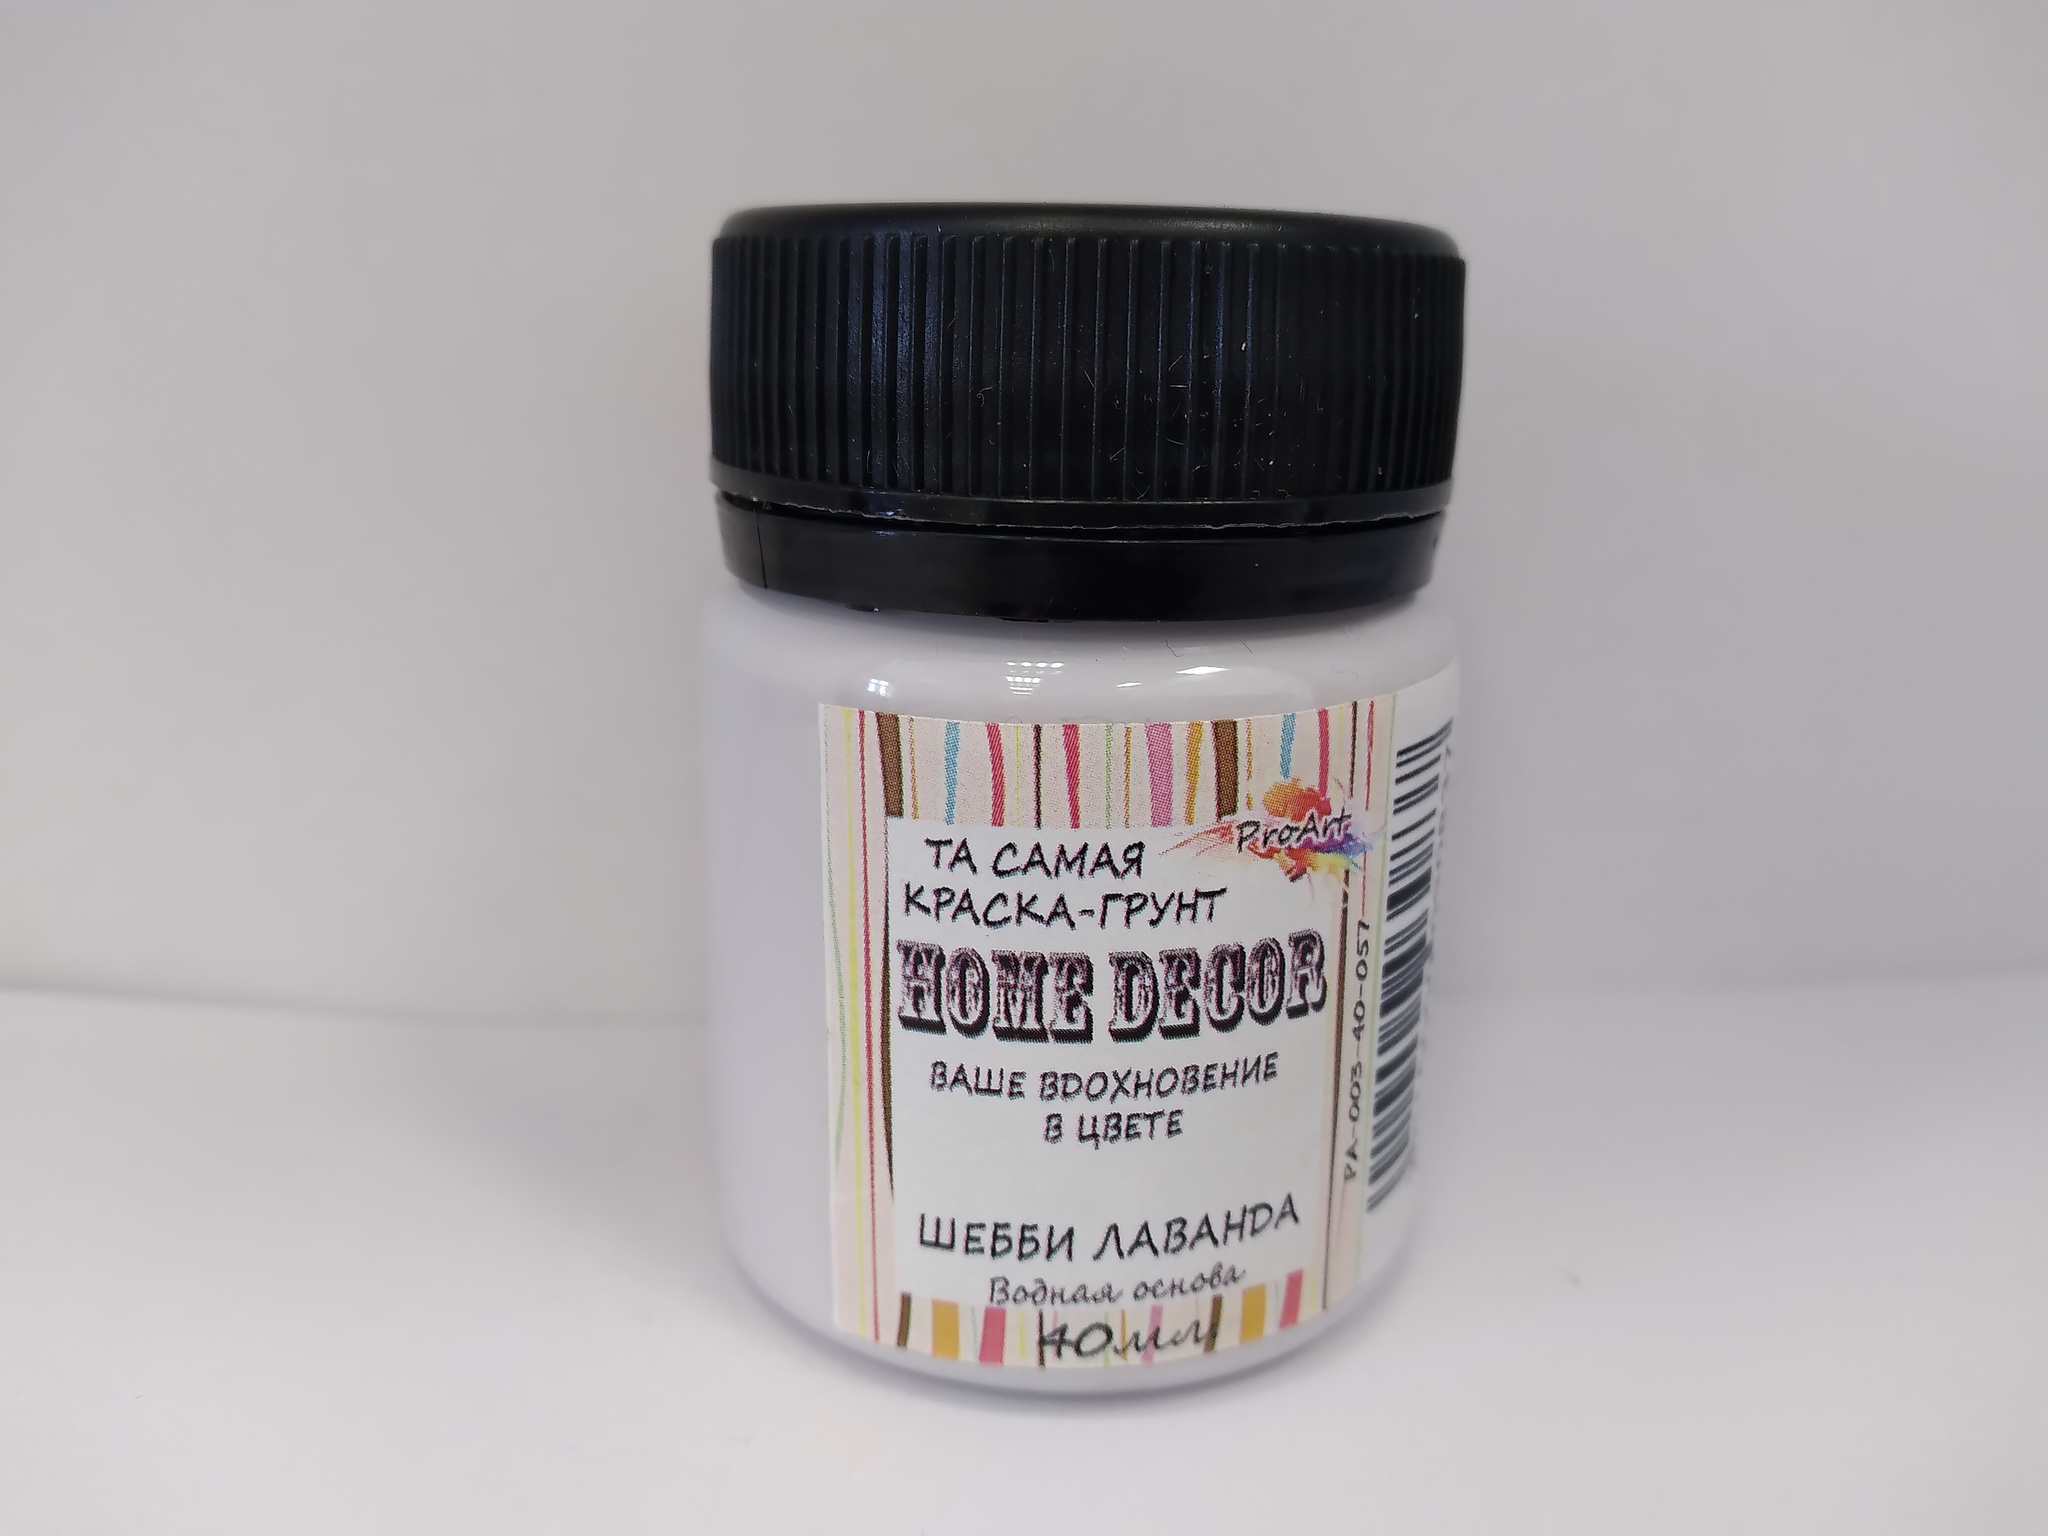 ProArt
ТА САМАЯ
КРАСКА-ГРУНТ
HOME DECOR
ВАШЕ ВДОХНОВЕНИЕ
В ЦВЕТЕ
ШЕББИ ЛАВАНДА
Водная основа
40мл
PA-003-40-057